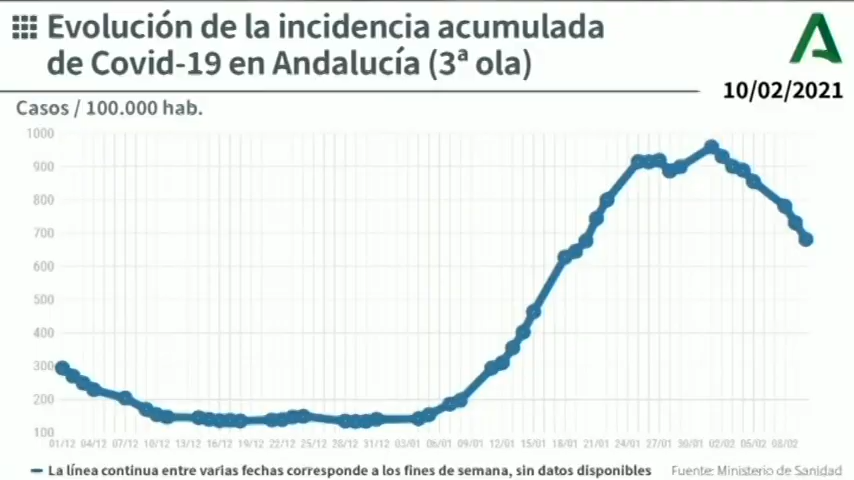 Evolución de la incidencia acumulada
de Covid-19 en Andalucía (3ª ola)
10/02/2021
Casos / 100.000 hab.
1000
900
800
700
600
500
400
300
200
100
01/12 04/12 07/12 10/12 13/12 16/12 19/12 22/12 25/12 28/12 31/12 03/01 06/01 09/01 12/01 15/01 18/01 21/01 24/01 27/01 30/01 02/02 05/02 08/02
La línea continua entre varias fechas corresponde a los fines de semana, sin datos disponibles
Fuente: Ministerio de Sanidad